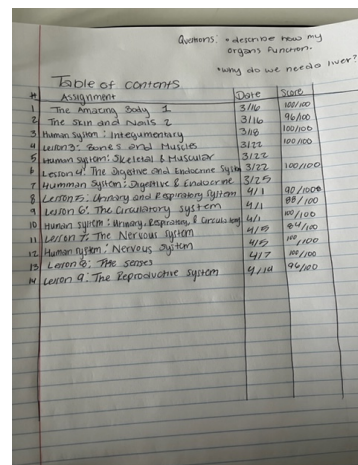 Questions: • describe how my
organs function.
• why do we need a liver?
Table of contents
# Assignment Date Score
1 The Amazing Body 1 3/16 100/100
2 The Skin and Nails 2 3/16 96/100
3 Human system: Integumentary 3/18 100/100
4 Lesson 3: Bones and Muscles 3/22 100/100
5 Human system: Skeletal & Muscular 3/22
6 Lesson 4: The Digestive and Endocrine System 3/22 100/100
7 Humman System: Digestive & Endocrine 3/25
8 Lesson 5: Urinary and Respiratory System 4/1 90/1000
9 Lesson 6: The Circulatory system 4/1 88/100
10 Human system: Urinary, Respiratory, & Circula 4/1 100/100
11 Lesson 7: The Nervous System 4/5 84/100
12 Human system: Nervous System 4/5 100/100
13 Lesson 8: The senses 4/7 100/100
14 Lesson 9: The Reproductive system 96/100